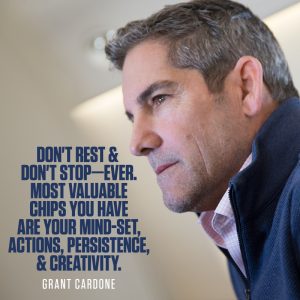 DON'T REST &
DON'T STOP—EVER.
MOST VALUABLE
CHIPS YOU HAVE
ARE YOUR MIND-SET,
ACTIONS, PERSISTENCE,
& CREATIVITY.
GRANT CARDONE